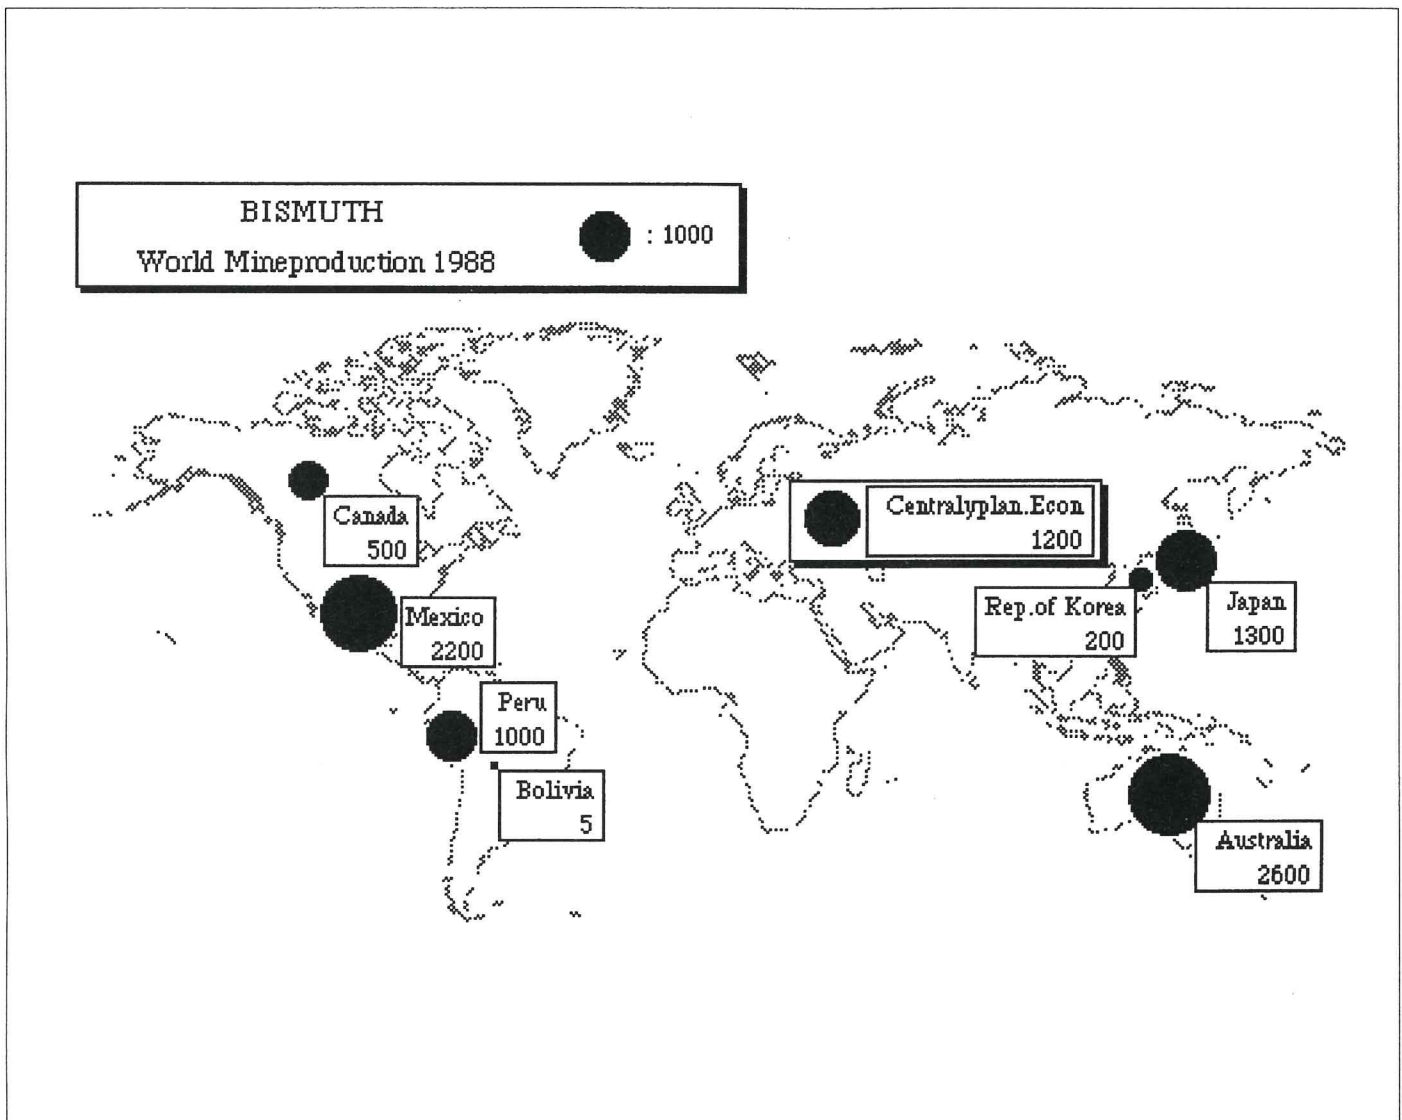 BISMUTH
World Mineproduction 1988
: 1000
Canada
500
Centralyplan.Econ
1200
Mexico
2200
Rep.of Korea
200
Japan
1300
Peru
1000
Bolivia
5
Australia
2600